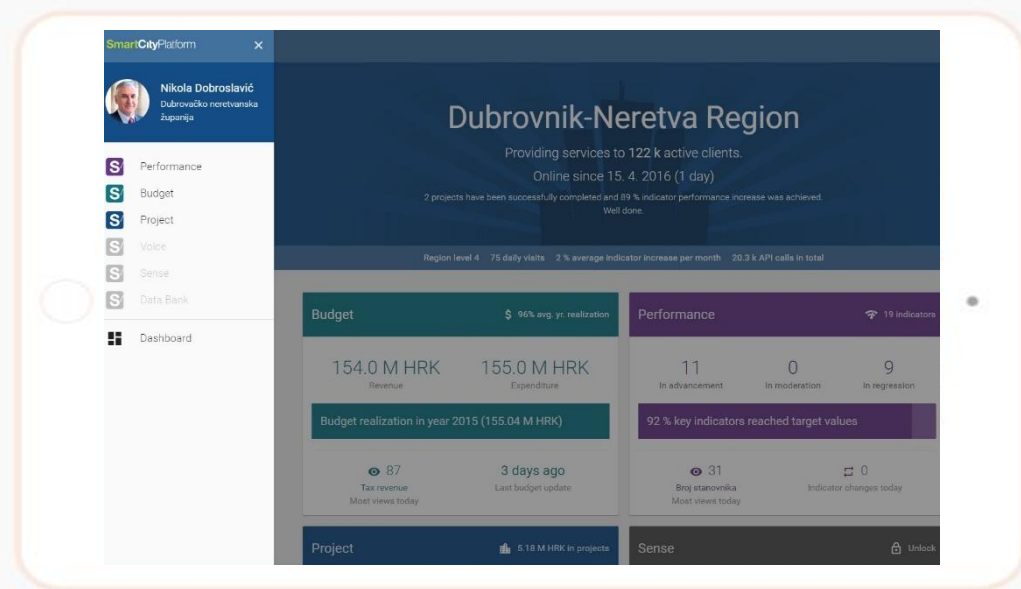 SmartCityPlatform ×
Nikola Dobroslavić
Dubrovačko neretvanska
županija
S Performance
S Budget
S Project
S Voice
S Sense
S Data Bank
Dashboard
Dubrovnik-Neretva Region
Providing services to 122 k active clients.
Online since 15. 4. 2016 (1 day)
2 projects have been successfully completed and 89 % indicator performance increase was achieved.
Well done.
Region level 4 75 daily visits 2 % average indicator increase per month 20.3 k API calls in total
Budget $ 96% avg. yr. realization
154.0 M HRK 155.0 M HRK
Revenue Expenditure
Budget realization in year 2015 (155.04 M HRK)
87 3 days ago
Tax revenue Last budget update
Most views today
Performance 19 indicators
11 0 9
In advancement In moderation In regression
92 % key indicators reached target values
31 0
Broj stanovnika Indicator changes today
Most views today
Project 5.18 M HRK in projects
Sense Unlock